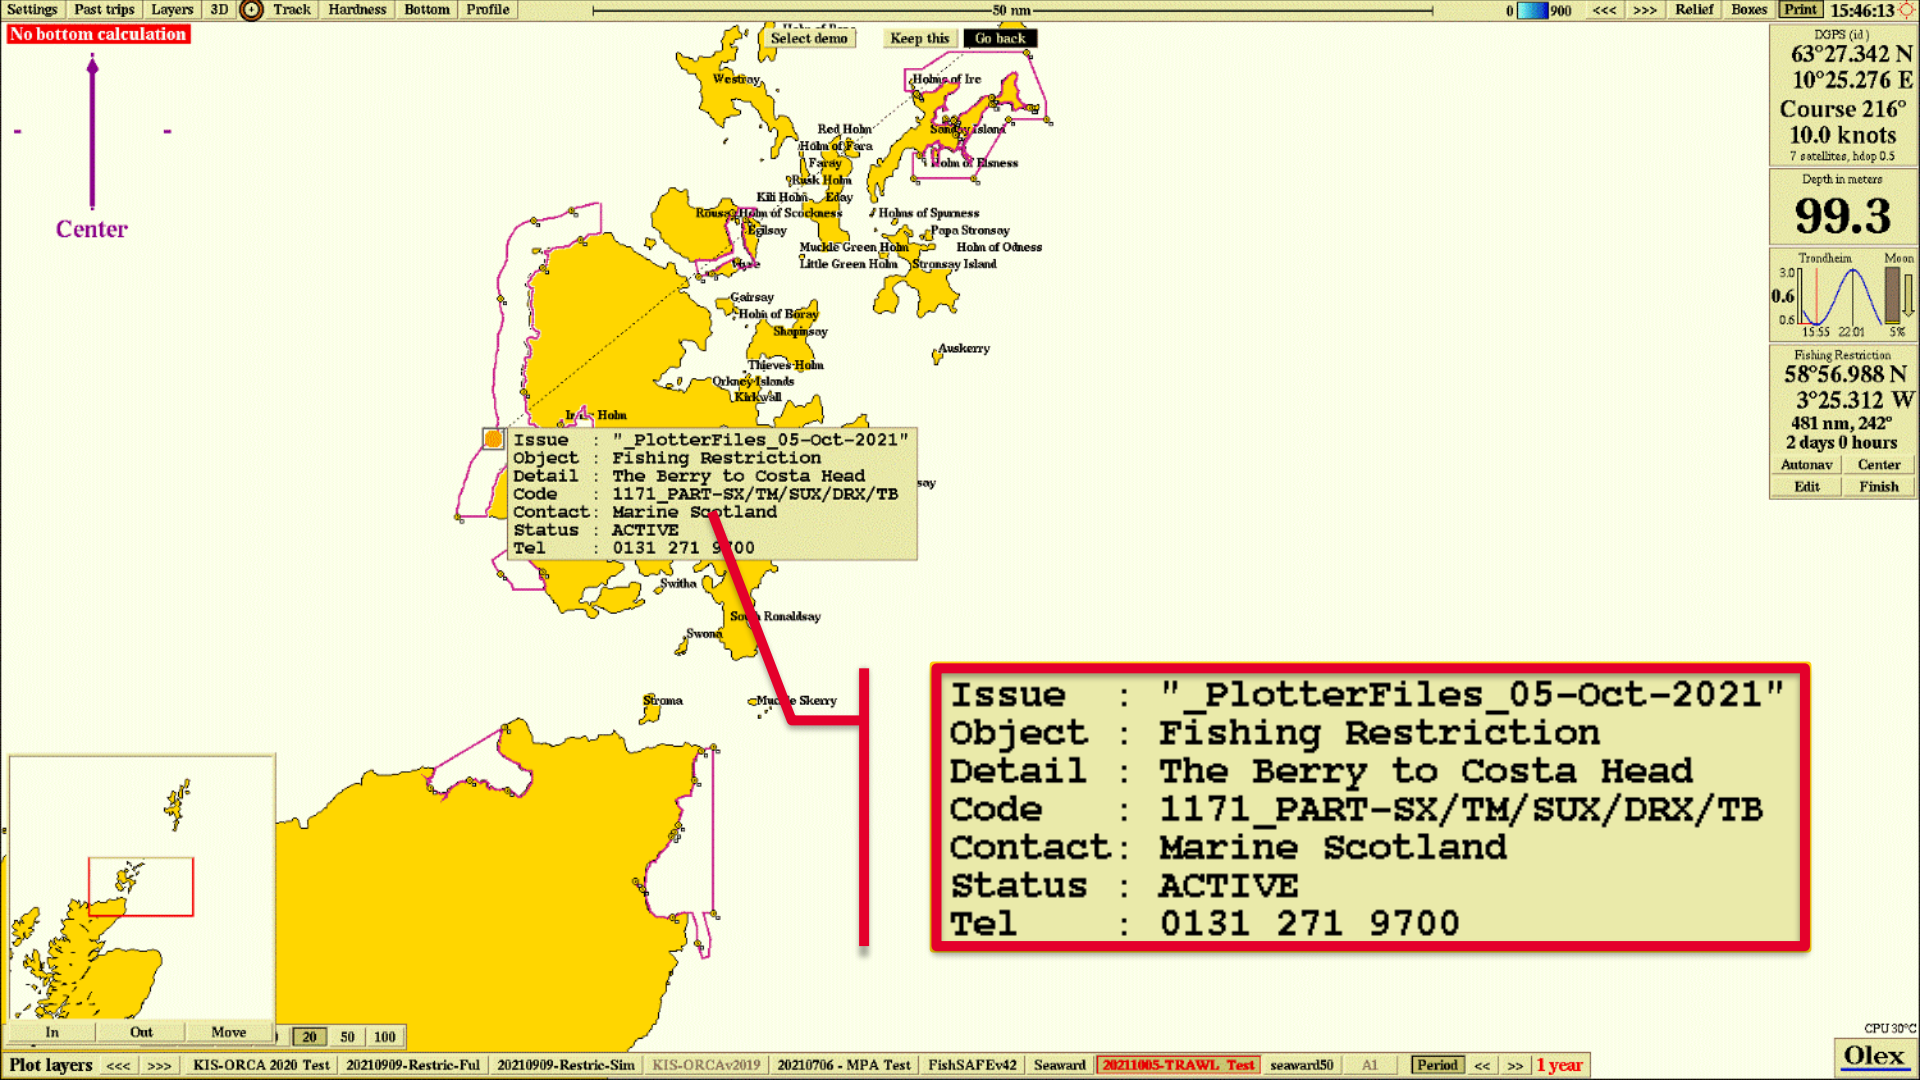 Settings Past trips Layers 3D Track Hardness Bottom Profile
50 nm
0 900 <<< >>> Relief Boxes Print 15:46:13
No bottom calculation
Select demo Keep this Go back
Center
DGPS (id)
63°27.342 N
10°25.276 E
Course 216°
10.0 knots
7 satellites, hdop 0.5
Depth in meters
99.3
Trondheim Moon
3.0
0.6
0.6
15:55 22:01 5%
Fishing Restriction
58°56.988 N
3°25.312 W
481 nm, 242°
2 days 0 hours
Autonav Center
Edit Finish
Westray
Holms of Ire
Red Holm
Sanday Island
Holm of Fara
Faray
Holm of Elsness
Rusk Holm
Kili Holm Eday
Rousay Holm of Scockness
Holms of Spurness
Egilsay
Papa Stronsay
Muckle Green Holm
Holm of Odness
Wyre
Little Green Holm
Stronsay Island
Gairsay
Holm of Boray
Shapinsay
Auskerry
Thieves Holm
Orkney Islands
Kirkwall
Holm
Issue : "_PlotterFiles_05-Oct-2021"
Object : Fishing Restriction
Detail : The Berry to Costa Head
Code : 1171_PART-SX/TM/SUX/DRX/TB
Contact: Marine Scotland
Status : ACTIVE
Tel : 0131 271 9700
say
Switha
South Ronaldsay
Swona
Stroma
Muckle Skerry
Issue : "_PlotterFiles_05-Oct-2021"
Object : Fishing Restriction
Detail : The Berry to Costa Head
Code : 1171_PART-SX/TM/SUX/DRX/TB
Contact: Marine Scotland
Status : ACTIVE
Tel : 0131 271 9700
In Out Move
20 50 100
CPU 30°C
Plot layers <<< >>> KIS-ORCA 2020 Test 20210909-Restric-Ful 20210909-Restric-Sim KIS-ORCAv2019 20210706 - MPA Test FishSAFEv42 Seaward 20211005-TRAWL Test seaward50 A1 Period << >> 1 year
Olex